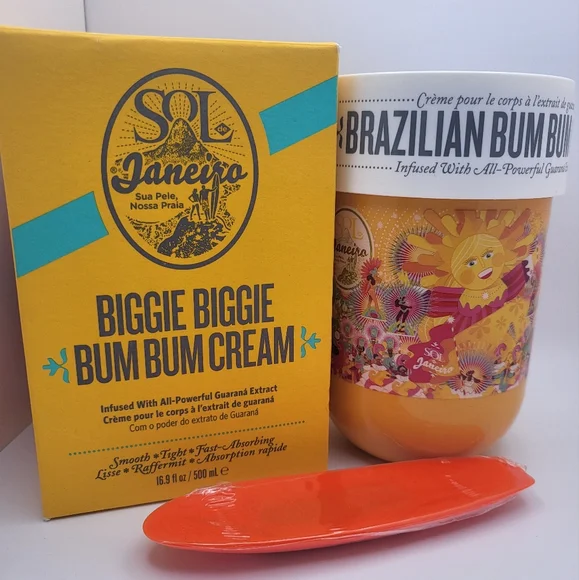 SOL
de
Janeiro
Sua Pele,
Nossa Praia
BIGGIE BIGGIE
BUM BUM CREAM
Infused With All-Powerful Guaraná Extract
Crème pour le corps à l'extrait de guaraná
Com o poder do extrato de Guaraná
Smooth * Tight * Fast-Absorbing
Lisse * Raffermit * Absorption rapide
16.9 fl oz / 500 mL e
Crème pour le corps à l'extrait de
BRAZILIAN BUM BUM
Infused With All-Powerful
SOL
Janeiro
SOL
de
Janeiro